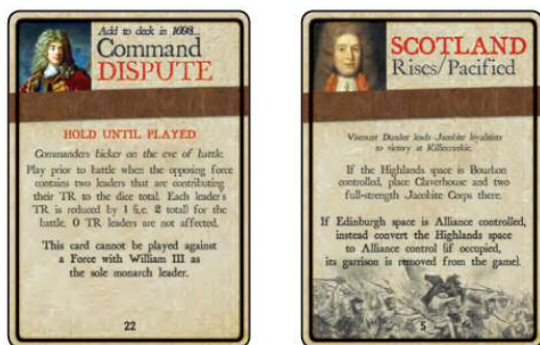 Add to deck in 1693...
Command
DISPUTE
HOLD UNTIL PLAYED
Commanders bicker on the eve of battle.
Play prior to battle when the opposing force
contains two leaders that are contributing
their TR to the dice total. Each leader's
TR is reduced by 1 (i.e. 2 total) for the
battle. 0 TR leaders are not affected.
This card cannot be played against
a Force with William III as
the sole monarch leader.
22
SCOTLAND
Rises/Pacified
Viscount Dundee leads Jacobite loyalists
to victory at Killiecrankie.
If the Highlands space is Bourbon
controlled, place Claverhouse and two
full-strength Jacobite Corps there.
If Edinburgh space is Alliance controlled,
instead convert the Highlands space
to Alliance control (if occupied,
its garrison is removed from the game).
5